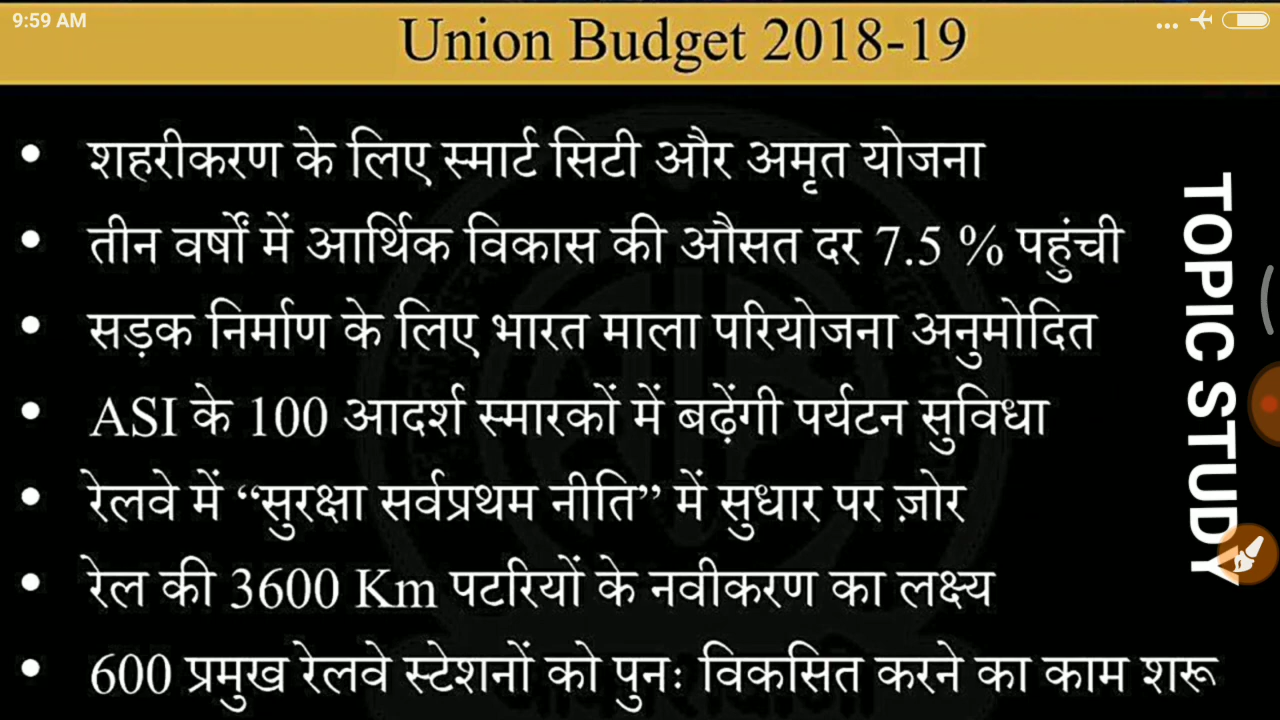 9:59 AM
Union Budget 2018-19
• शहरीकरण के लिए स्मार्ट सिटी और अमृत योजना
• तीन वर्षों में आर्थिक विकास की औसत दर 7.5 % पहुंची
• सड़क निर्माण के लिए भारत माला परियोजना अनुमोदित
• ASI के 100 आदर्श स्मारकों में बढ़ेंगी पर्यटन सुविधा
• रेलवे में “सुरक्षा सर्वप्रथम नीति” में सुधार पर ज़ोर
• रेल की 3600 Km पटरियों के नवीकरण का लक्ष्य
• 600 प्रमुख रेलवे स्टेशनों को पुनः विकसित करने का काम शरू
TOPIC STUDY